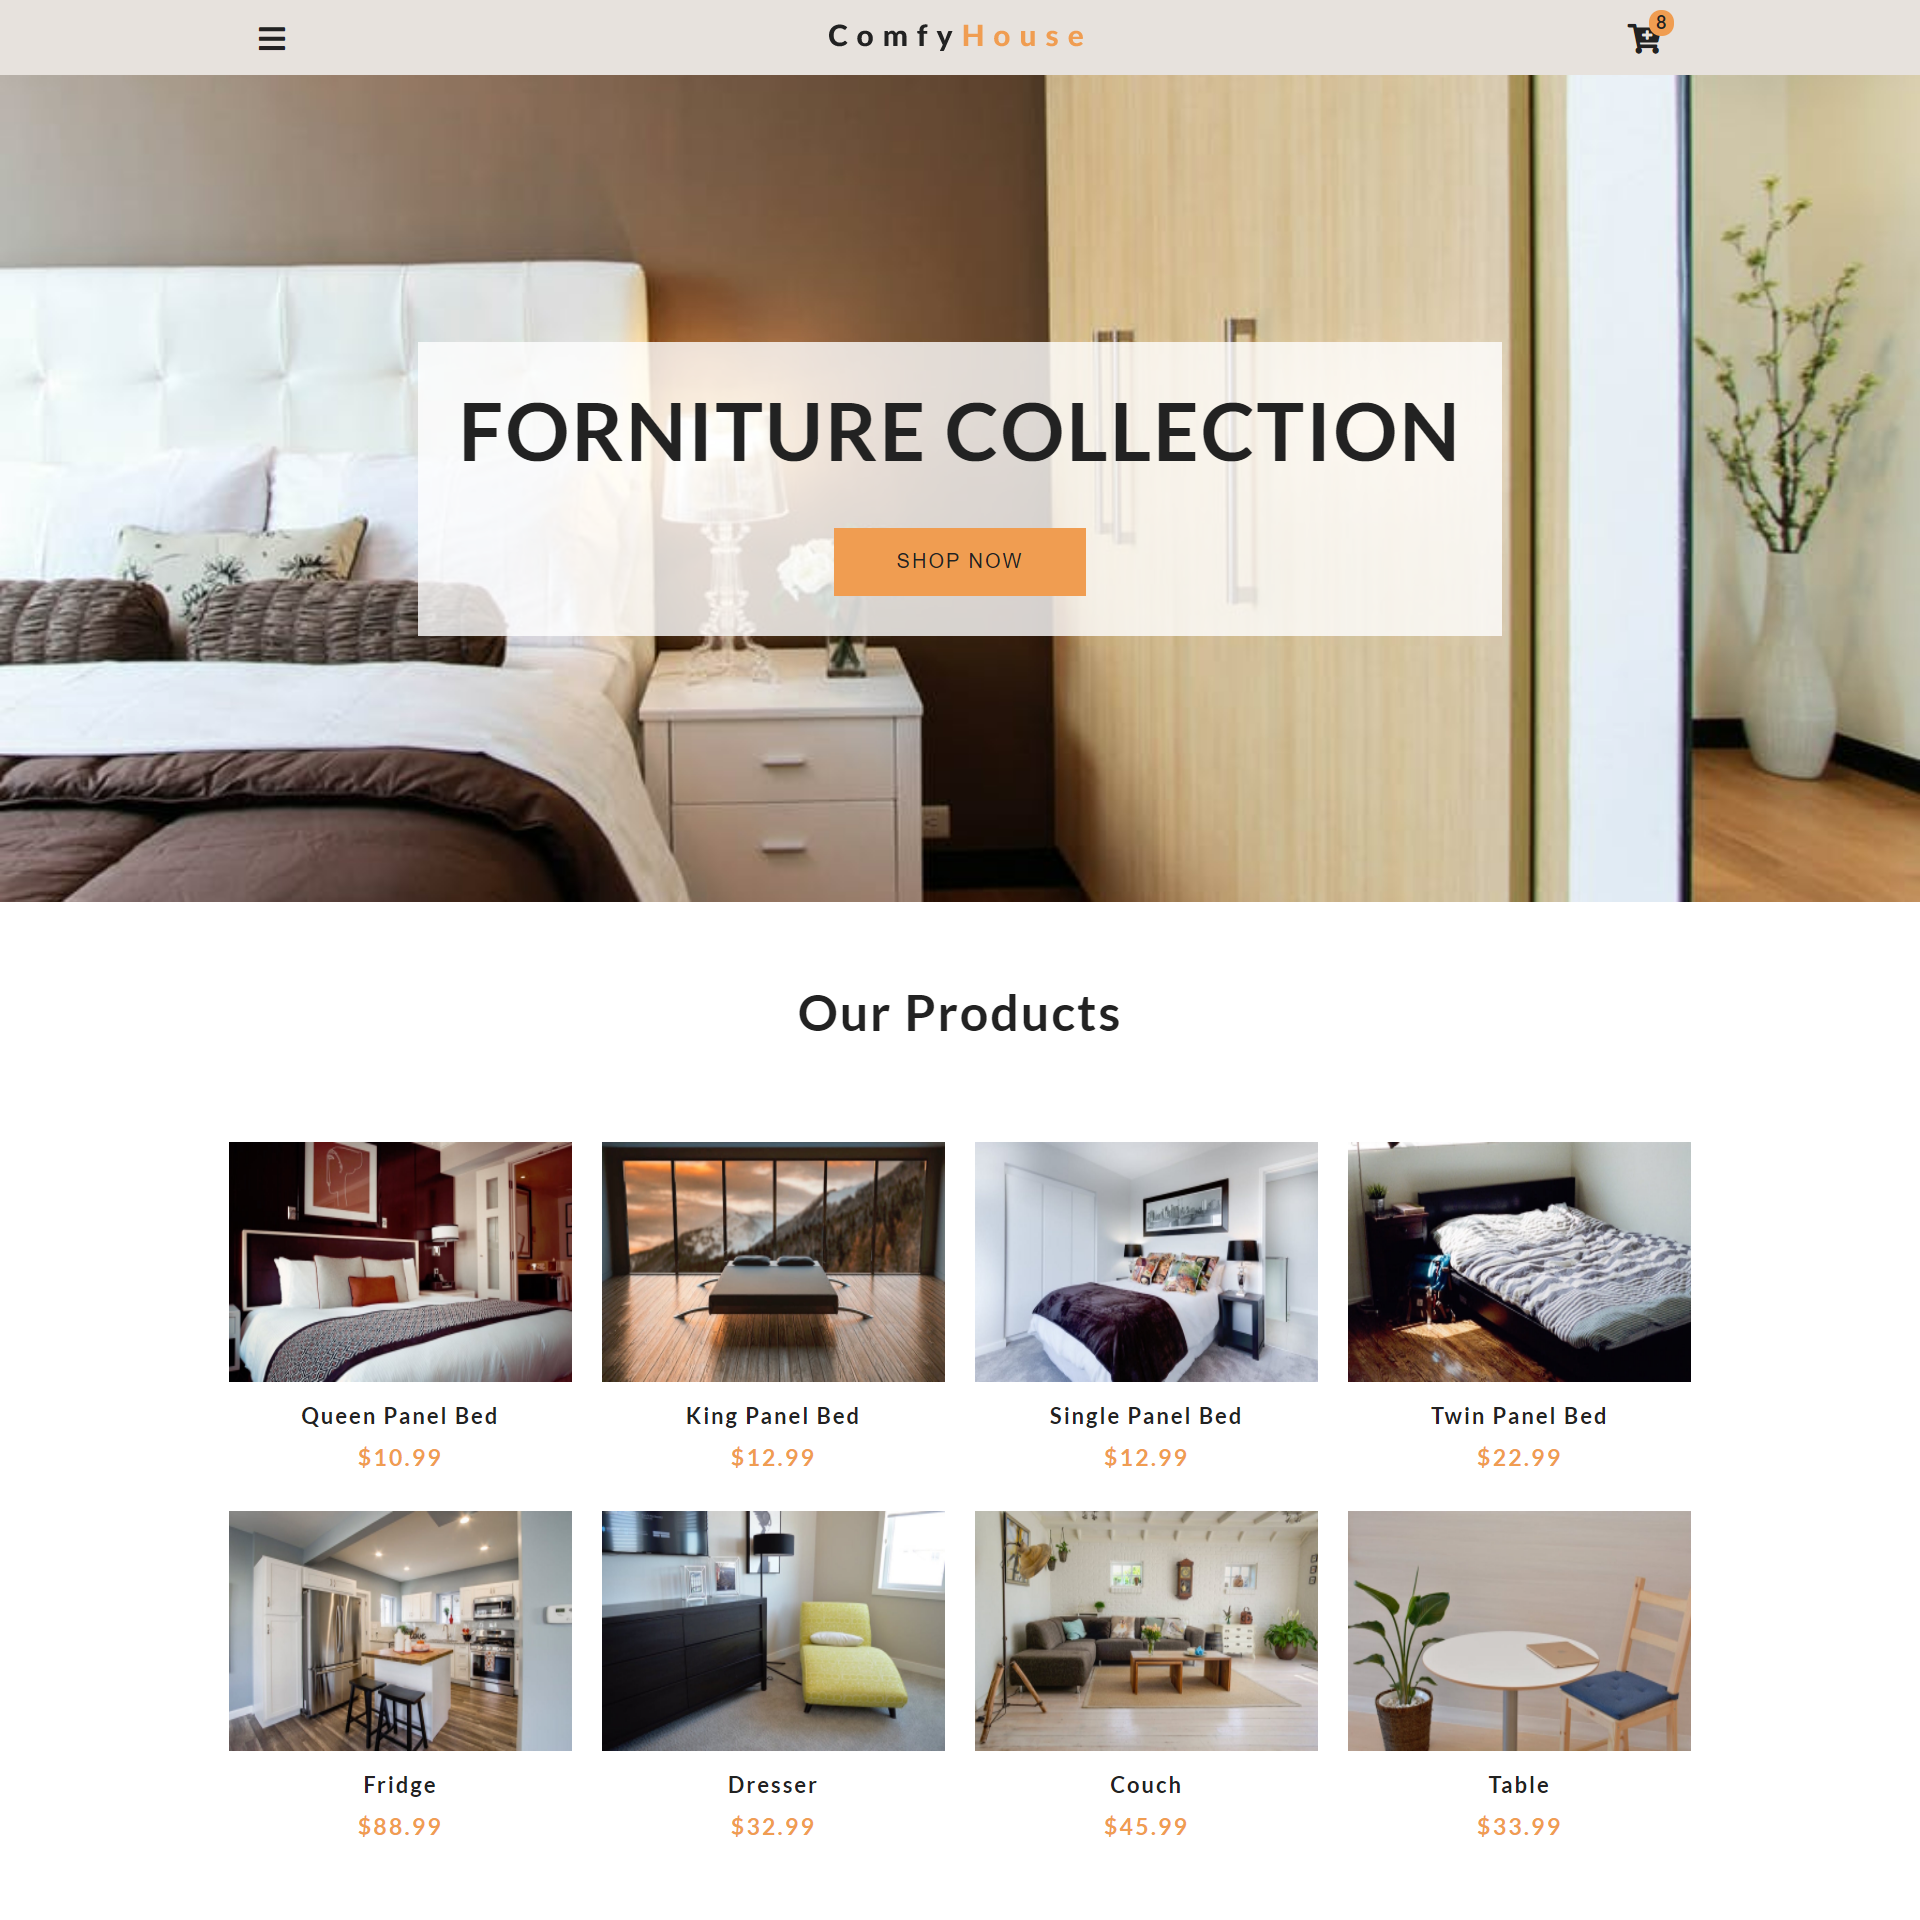 ComfyHouse
8
FORNITURE COLLECTION
SHOP NOW
Our Products
Queen Panel Bed
$10.99
King Panel Bed
$12.99
Single Panel Bed
$12.99
Twin Panel Bed
$22.99
Fridge
$88.99
Dresser
$32.99
Couch
$45.99
Table
$33.99